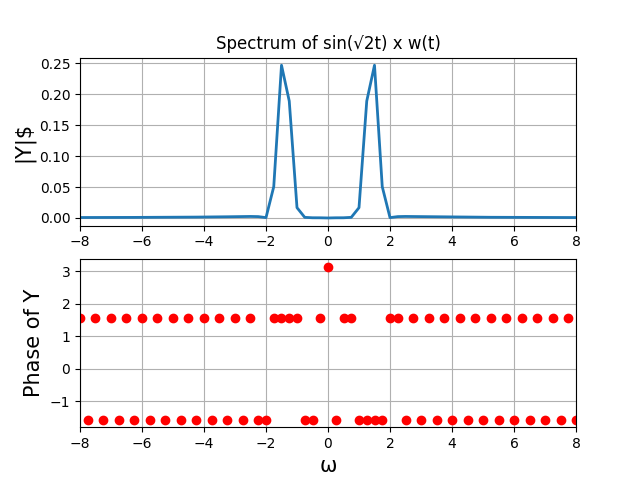 Spectrum of sin(√2t) x w(t)
|Y|$
0.25
0.20
0.15
0.10
0.05
0.00
−8 −6 −4 −2 0 2 4 6 8
Phase of Y
3
2
1
0
−1
−8 −6 −4 −2 0 2 4 6 8
ω